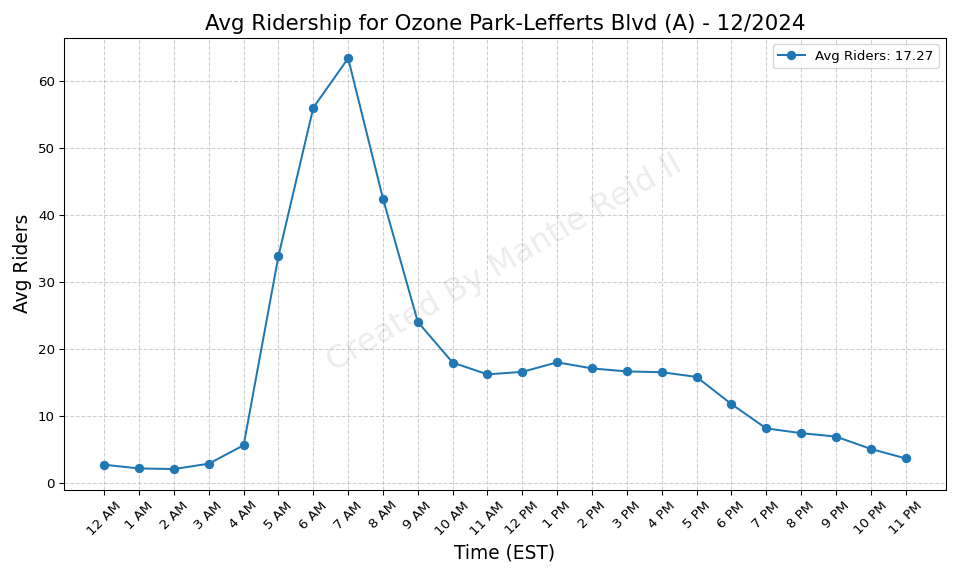 Avg Ridership for Ozone Park-Lefferts Blvd (A) - 12/2024
Avg Riders: 17.27
60
50
40
30
20
10
0
Avg Riders
Created By Mantie Reid II
12 AM
1 AM
2 AM
3 AM
4 AM
5 AM
6 AM
7 AM
8 AM
9 AM
10 AM
11 AM
12 PM
1 PM
2 PM
3 PM
4 PM
5 PM
6 PM
7 PM
8 PM
9 PM
10 PM
11 PM
Time (EST)